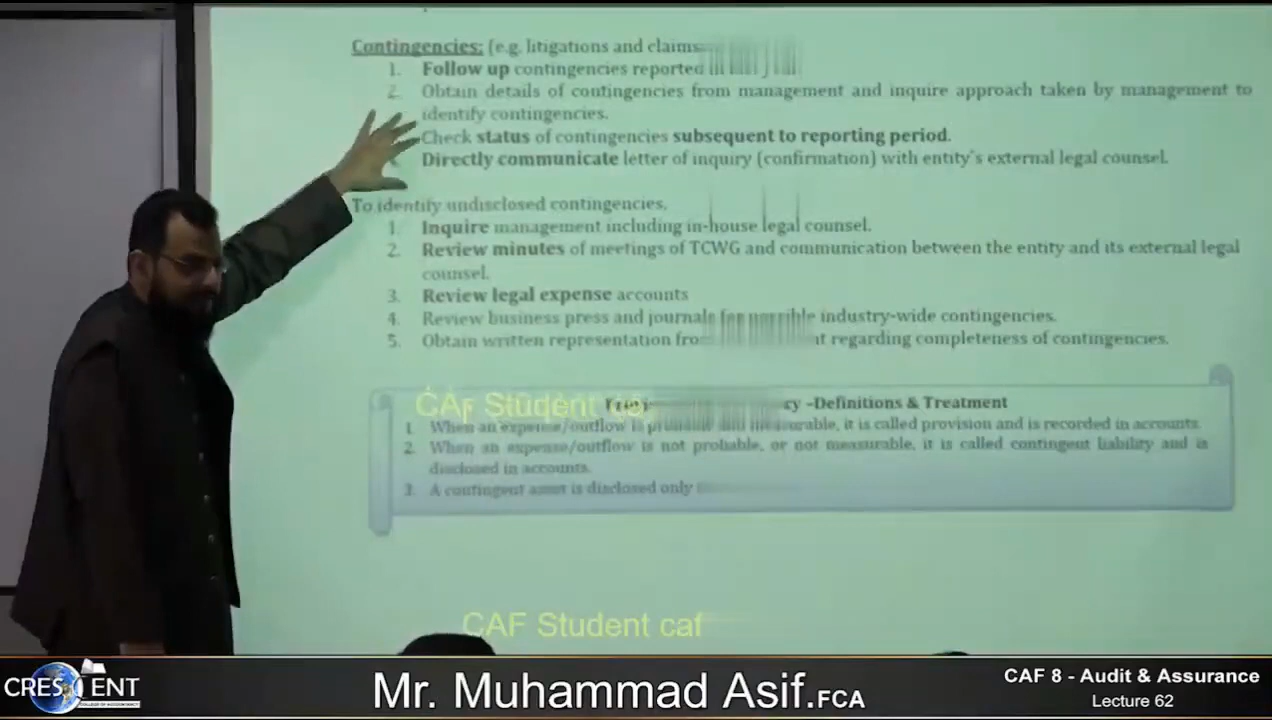 Contingencies: (e.g. litigations and claims
1. Follow up contingencies reported in
2. Obtain details of contingencies from management and inquire approach taken by management to
identify contingencies.
Check status of contingencies subsequent to reporting period.
Directly communicate letter of inquiry (confirmation) with entity's external legal counsel.
To identify undisclosed contingencies.
1. Inquire management including in-house legal counsel.
2. Review minutes of meetings of TCWG and communication between the entity and its external legal
counsel.
3. Review legal expense accounts
4. Review business press and journals for possible industry-wide contingencies.
5. Obtain written representation regarding completeness of contingencies.
CAF Student
–Definitions & Treatment
1. When an expense/outflow is probable and measurable, it is called provision and is recorded in accounts.
2. When an expense/outflow is not probable, or not measurable, it is called contingent liability and is
disclosed in accounts.
3. A contingent asset is disclosed only
CAF Student caf
CRESCENT
COLLEGE OF ACCOUNTANCY
Mr. Muhammad Asif.FCA
CAF 8 - Audit & Assurance
Lecture 62